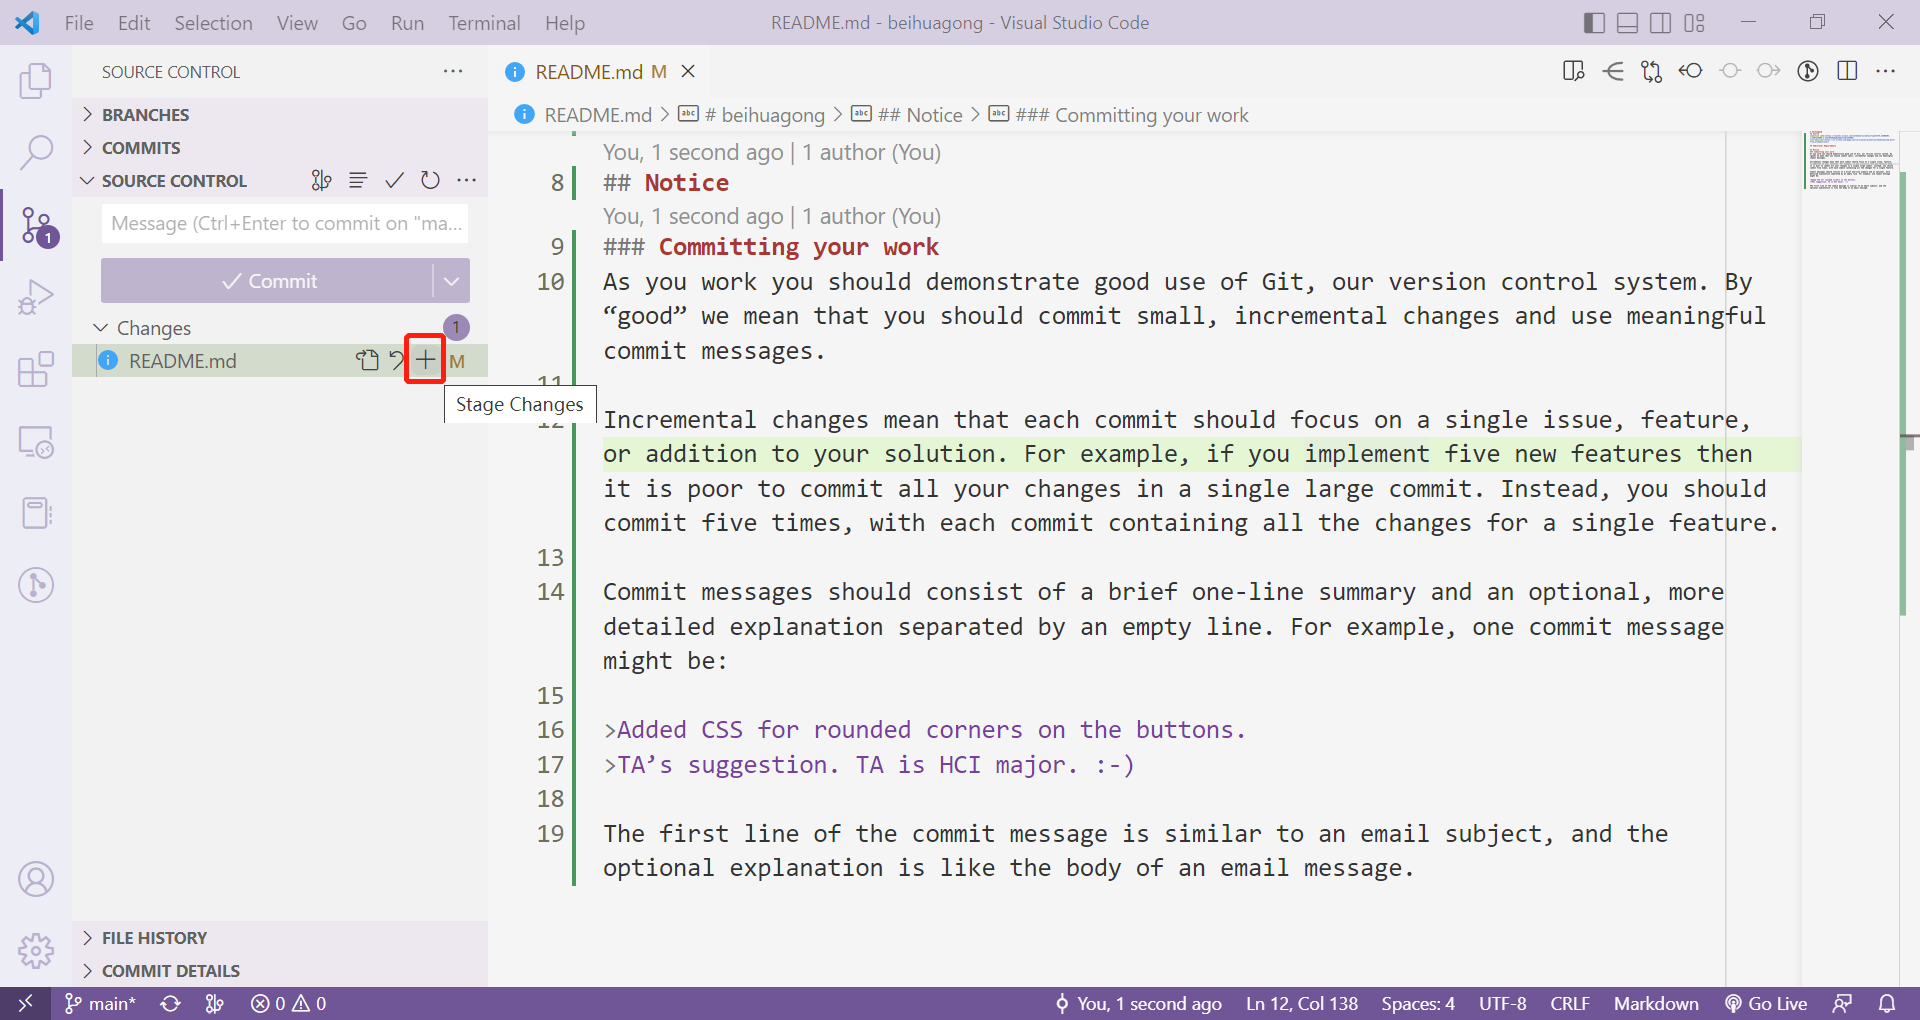 File Edit Selection View Go Run Terminal Help
README.md - beihuagong - Visual Studio Code
SOURCE CONTROL
BRANCHES
COMMITS
SOURCE CONTROL
Message (Ctrl+Enter to commit on "ma...
Commit
Changes
1
README.md
M
Stage Changes
1
FILE HISTORY
COMMIT DETAILS
README.md M
README.md > # beihuagong > ## Notice > ### Committing your work
You, 1 second ago | 1 author (You)
8 ## Notice
You, 1 second ago | 1 author (You)
9 ### Committing your work
10 As you work you should demonstrate good use of Git, our version control system. By
“good” we mean that you should commit small, incremental changes and use meaningful
commit messages.
11
12 Incremental changes mean that each commit should focus on a single issue, feature,
or addition to your solution. For example, if you implement five new features then
it is poor to commit all your changes in a single large commit. Instead, you should
commit five times, with each commit containing all the changes for a single feature.
13
14 Commit messages should consist of a brief one-line summary and an optional, more
detailed explanation separated by an empty line. For example, one commit message
might be:
15
16 >Added CSS for rounded corners on the buttons.
17 >TA’s suggestion. TA is HCI major. :-)
18
19 The first line of the commit message is similar to an email subject, and the
optional explanation is like the body of an email message.
main* 0 0 You, 1 second ago Ln 12, Col 138 Spaces: 4 UTF-8 CRLF Markdown Go Live